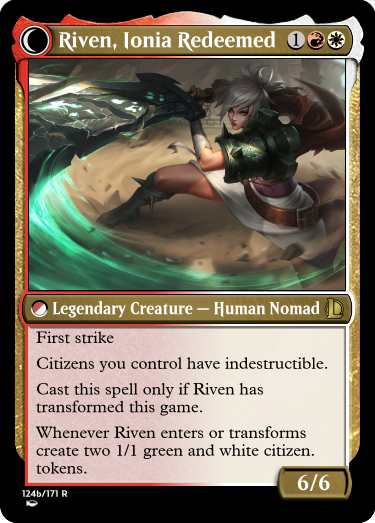 Riven, Ionia Redeemed 1
Legendary Creature — Human Nomad
First strike
Citizens you control have indestructible.
Cast this spell only if Riven has
transformed this game.
Whenever Riven enters or transforms
create two 1/1 green and white citizen.
tokens.
6/6
124b/171 R